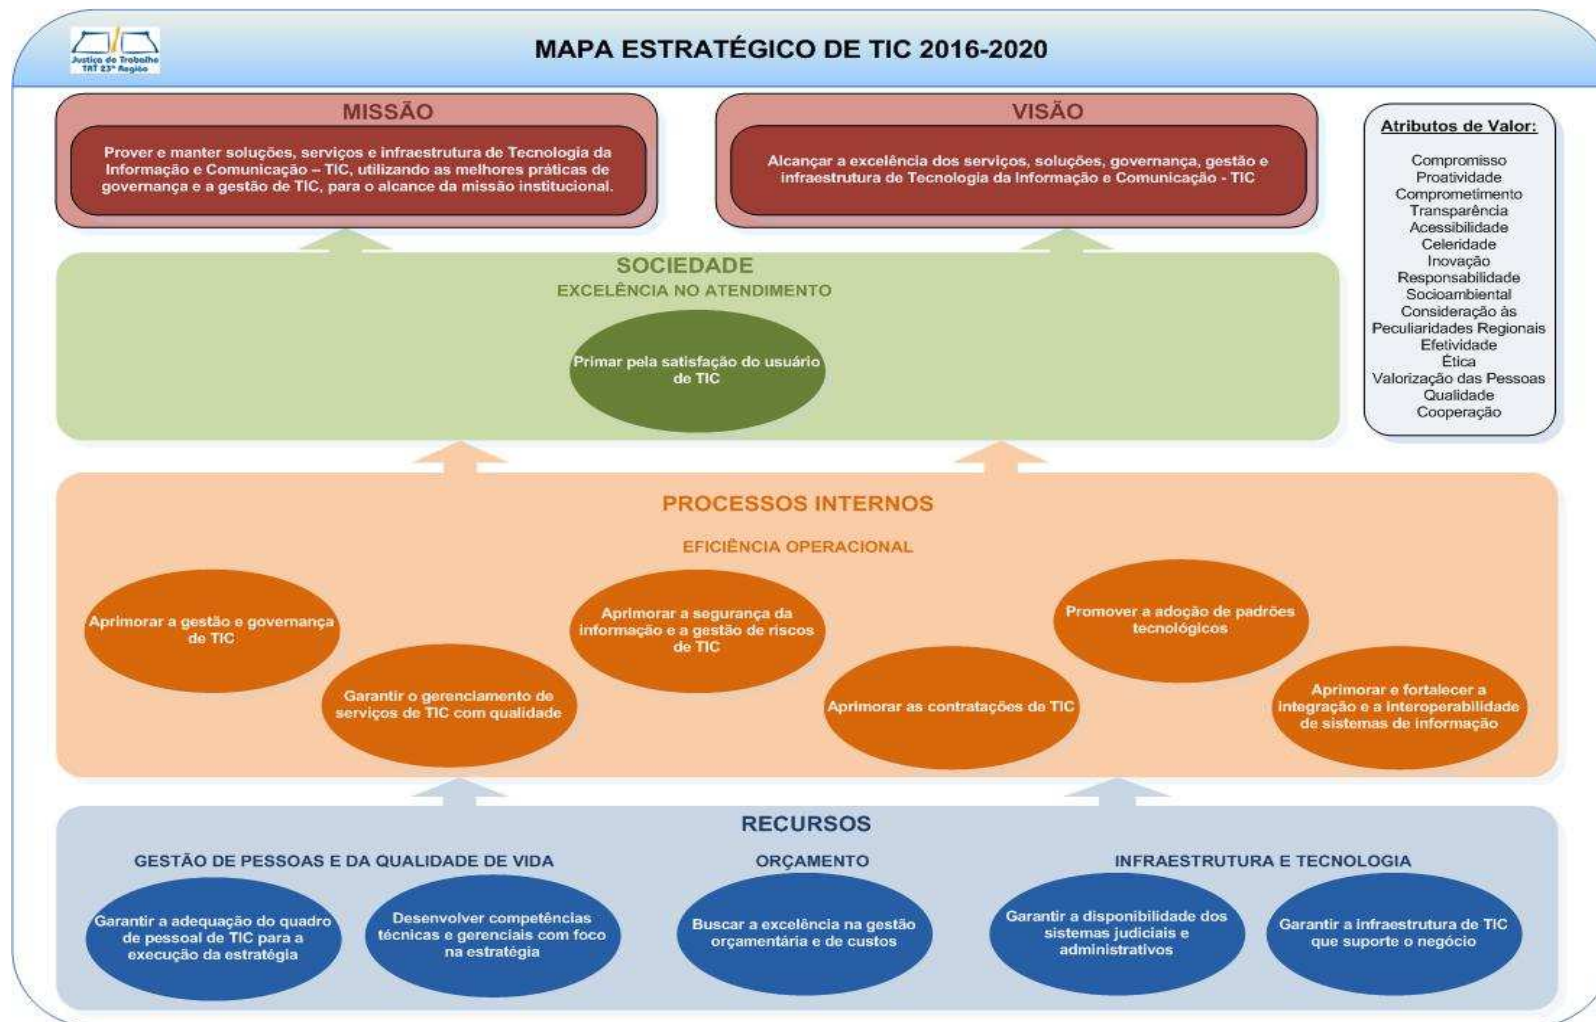 Justiça do Trabalho
TRT 23ª Região
MAPA ESTRATÉGICO DE TIC 2016-2020
MISSÃO
Prover e manter soluções, serviços e infraestrutura de Tecnologia da
Informação e Comunicação – TIC, utilizando as melhores práticas de
governança e a gestão de TIC, para o alcance da missão institucional.
VISÃO
Alcançar a excelência dos serviços, soluções, governança, gestão e
infraestrutura de Tecnologia da Informação e Comunicação - TIC
Atributos de Valor:
Compromisso
Proatividade
Comprometimento
Transparência
Acessibilidade
Celeridade
Inovação
Responsabilidade
Socioambiental
Consideração às
Peculiaridades Regionais
Efetividade
Ética
Valorização das Pessoas
Qualidade
Cooperação
SOCIEDADE
EXCELÊNCIA NO ATENDIMENTO
Primar pela satisfação do usuário
de TIC
PROCESSOS INTERNOS
EFICIÊNCIA OPERACIONAL
Aprimorar a gestão e governança
de TIC
Garantir o gerenciamento de
serviços de TIC com qualidade
Aprimorar a segurança da
informação e a gestão de riscos
de TIC
Aprimorar as contratações de TIC
Promover a adoção de padrões
tecnológicos
Aprimorar e fortalecer a
integração e a interoperabilidade
de sistemas de informação
RECURSOS
GESTÃO DE PESSOAS E DA QUALIDADE DE VIDA
Garantir a adequação do quadro
de pessoal de TIC para a
execução da estratégia
Desenvolver competências
técnicas e gerenciais com foco
na estratégia
ORÇAMENTO
Buscar a excelência na gestão
orçamentária e de custos
INFRAESTRUTURA E TECNOLOGIA
Garantir a disponibilidade dos
sistemas judiciais e
administrativos
Garantir a infraestrutura de TIC
que suporte o negócio